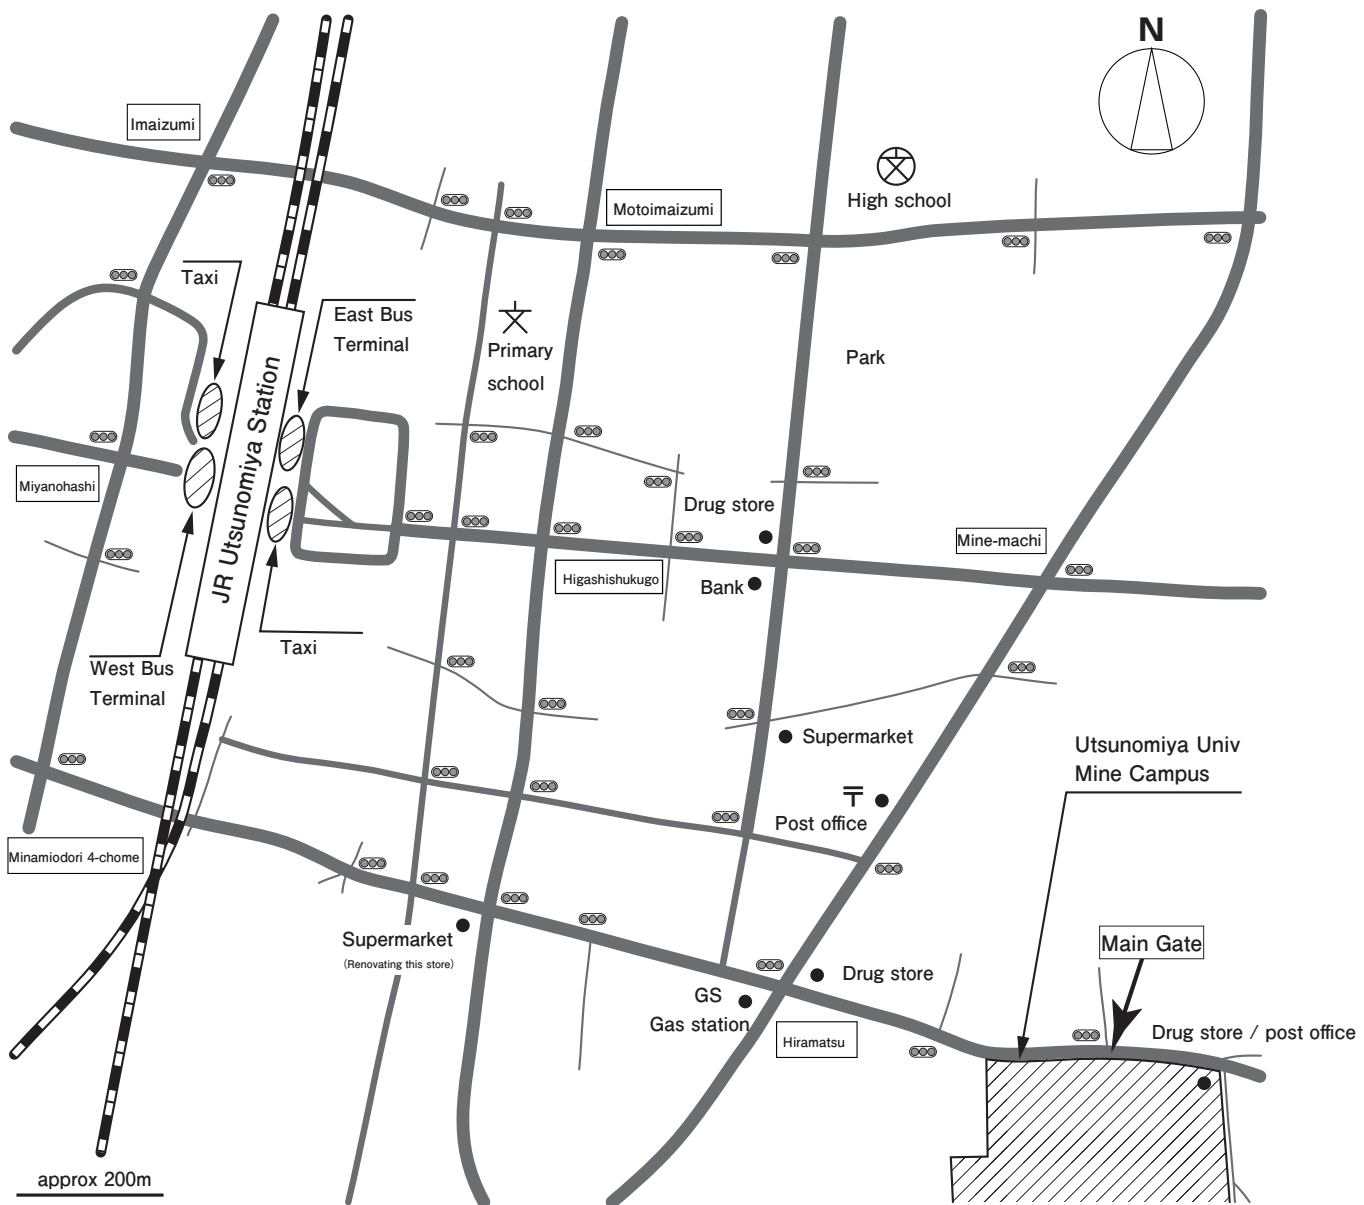 N
Imaizumi
Motoimaizumi
High school
Taxi
East Bus
Terminal
Primary
school
Park
JR Utsunomiya Station
Miyanohashi
Drug store
Mine-machi
Higashishukugo
Bank
Taxi
West Bus
Terminal
Supermarket
Utsunomiya Univ
Mine Campus
〒
Post office
Minamiodori 4-chome
Supermarket
(Renovating this store)
Main Gate
Drug store
GS
Gas station
Hiramatsu
Drug store / post office
approx 200m